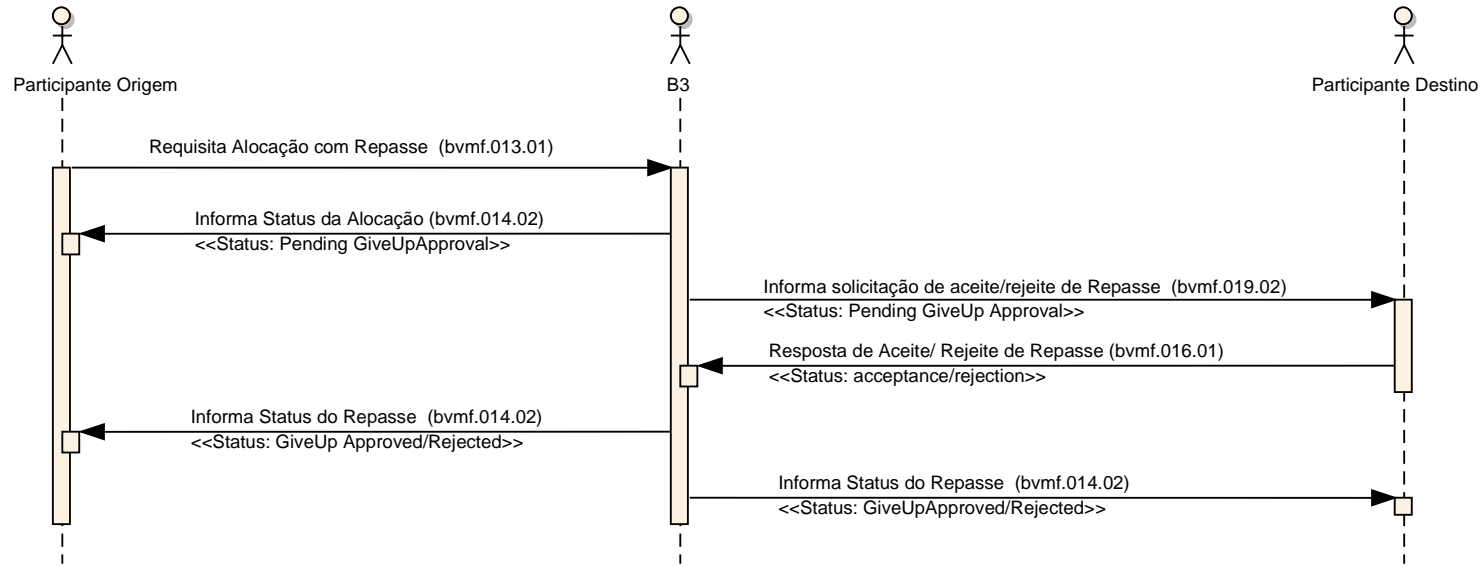 Participante Origem
B3
Participante Destino
Requisita Alocação com Repasse (bvmf.013.01)
Informa Status da Alocação (bvmf.014.02)
<<Status: Pending GiveUpApproval>>
Informa solicitação de aceite/rejeite de Repasse (bvmf.019.02)
<<Status: Pending GiveUp Approval>>
Resposta de Aceite/ Rejeite de Repasse (bvmf.016.01)
<<Status: acceptance/rejection>>
Informa Status do Repasse (bvmf.014.02)
<<Status: GiveUp Approved/Rejected>>
Informa Status do Repasse (bvmf.014.02)
<<Status: GiveUpApproved/Rejected>>